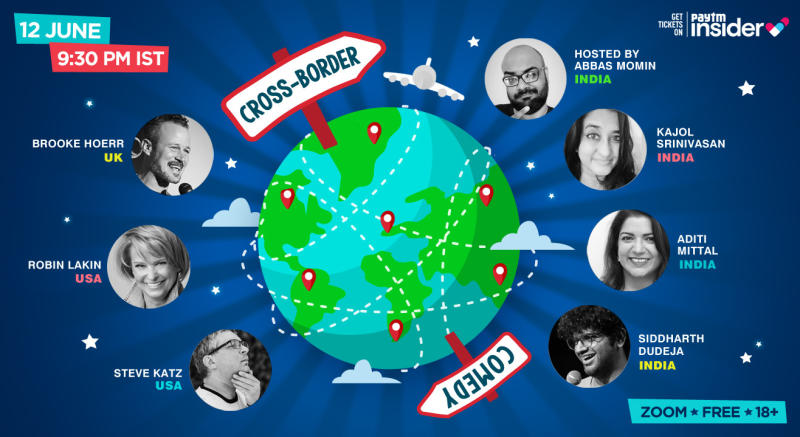 12 JUNE
9:30 PM IST
GET
TICKETS
ON
Paytm
insider
CROSS-BORDER
HOSTED BY
ABBAS MOMIN
INDIA
BROOKE HOERR
UK
KAJOL
SRINIVASAN
INDIA
ROBIN LAKIN
USA
ADITI
MITTAL
INDIA
STEVE KATZ
USA
SIDDHARTH
DUDEJA
INDIA
COMEDY
ZOOM ★ FREE ★ 18+